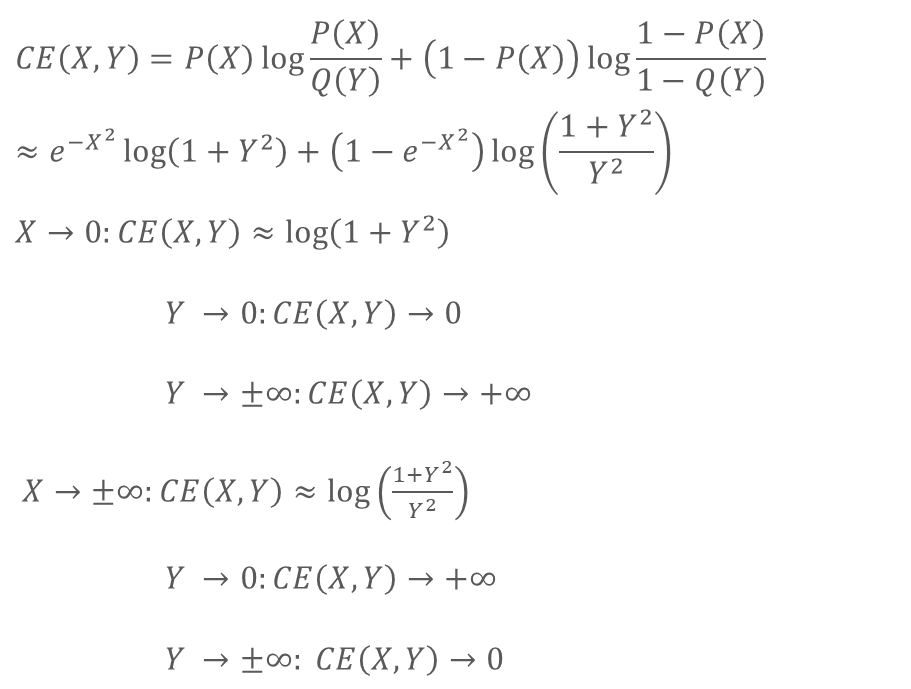 CE(X, Y) = P(X) log P(X)/Q(Y) + (1 − P(X)) log (1 − P(X))/(1 − Q(Y))
≈ e^{−X²} log(1 + Y²) + (1 − e^{−X²}) log((1 + Y²)/Y²)
X → 0: CE(X, Y) ≈ log(1 + Y²)
Y → 0: CE(X, Y) → 0
Y → ±∞: CE(X, Y) → +∞
X → ±∞: CE(X, Y) ≈ log((1+Y²)/Y²)
Y → 0: CE(X, Y) → +∞
Y → ±∞: CE(X, Y) → 0